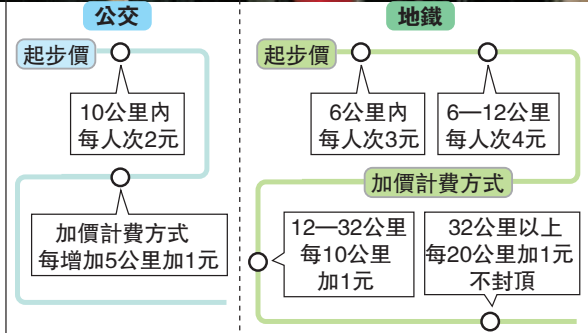 公交
起步價
10公里內
每人次2元
加價計費方式
每增加5公里加1元
地鐵
起步價
6公里內
每人次3元
6—12公里
每人次4元
加價計費方式
12—32公里
每10公里
加1元
32公里以上
每20公里加1元
不封頂